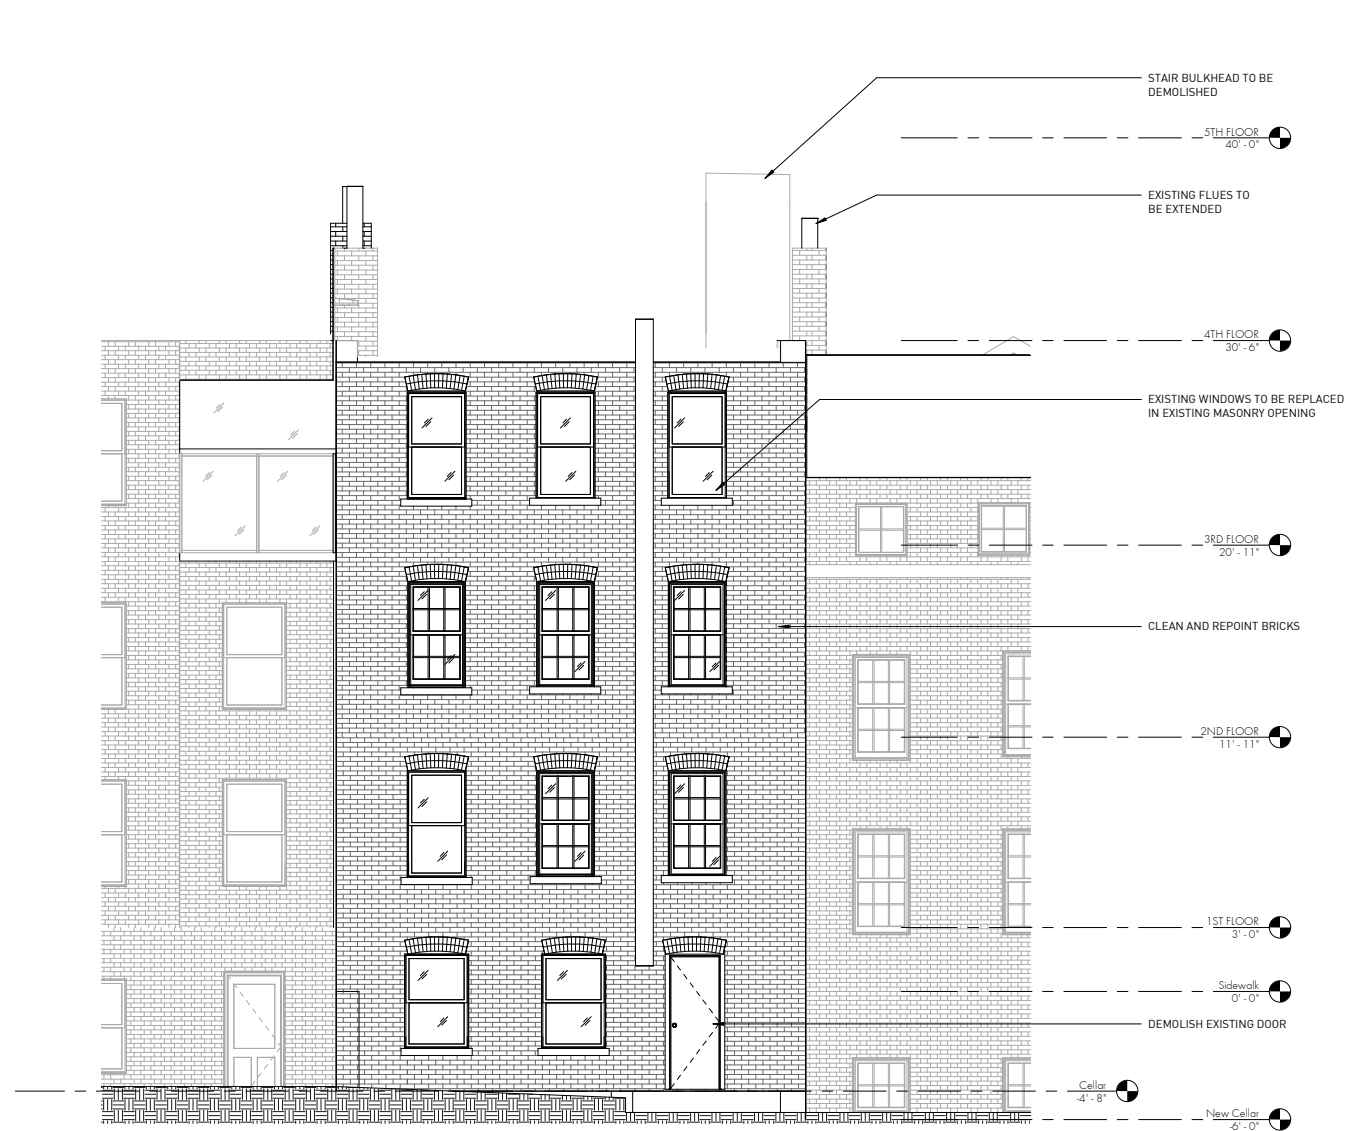 STAIR BULKHEAD TO BE
DEMOLISHED
5TH FLOOR
40' - 0"
EXISTING FLUES TO
BE EXTENDED
4TH FLOOR
30' - 6"
EXISTING WINDOWS TO BE REPLACED
IN EXISTING MASONRY OPENING
3RD FLOOR
20' - 11"
CLEAN AND REPOINT BRICKS
2ND FLOOR
11' - 11"
1ST FLOOR
3' - 0"
Sidewalk
0' - 0"
DEMOLISH EXISTING DOOR
Cellar
-4' - 8"
New Cellar
-6' - 0"